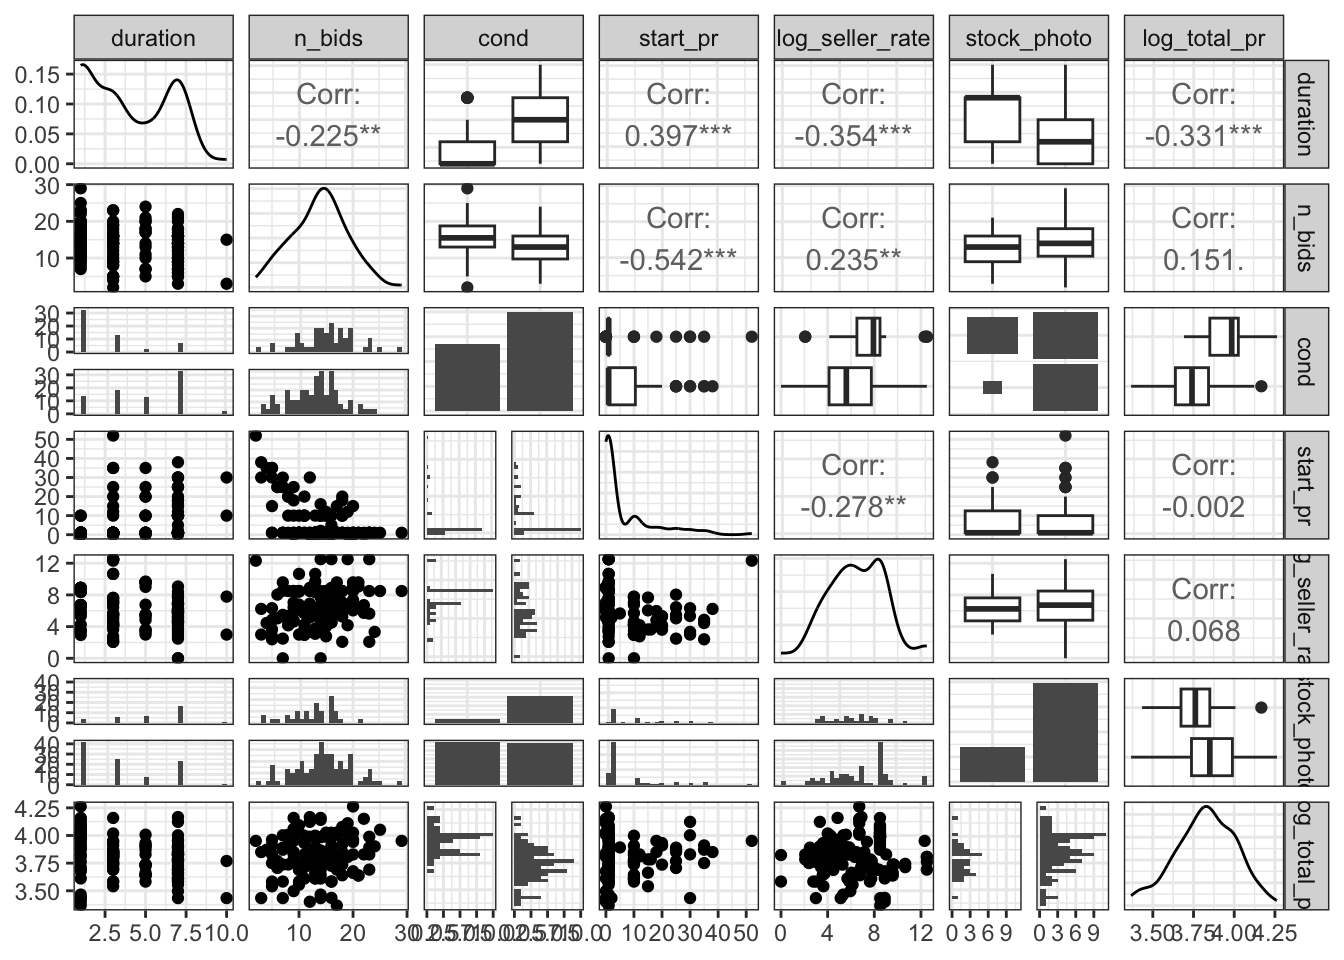 duration n_bids cond start_pr log_seller_rate stock_photo log_total_pr
0.15
0.10
0.05
0.00
Corr:
-0.225**
Corr:
0.397***
Corr:
-0.354***
Corr:
-0.331***
duration
30
20
10
Corr:
-0.542***
Corr:
0.235**
Corr:
0.151.
n_bids
30
20
10
0
30
20
10
0
cond
50
40
30
20
10
0
Corr:
-0.278**
Corr:
-0.002
start_pr
12
8
4
0
Corr:
0.068
g_seller_ra
40
30
20
10
0
40
30
20
10
0
stock_photo
4.25
4.00
3.75
3.50
log_total_p
2.5 5.0 7.5 10.0
10 20 30
0 10 20 30 40 50
0 4 8 12
0 3 6 9
0 3 6 9
3.50 3.75 4.00 4.25